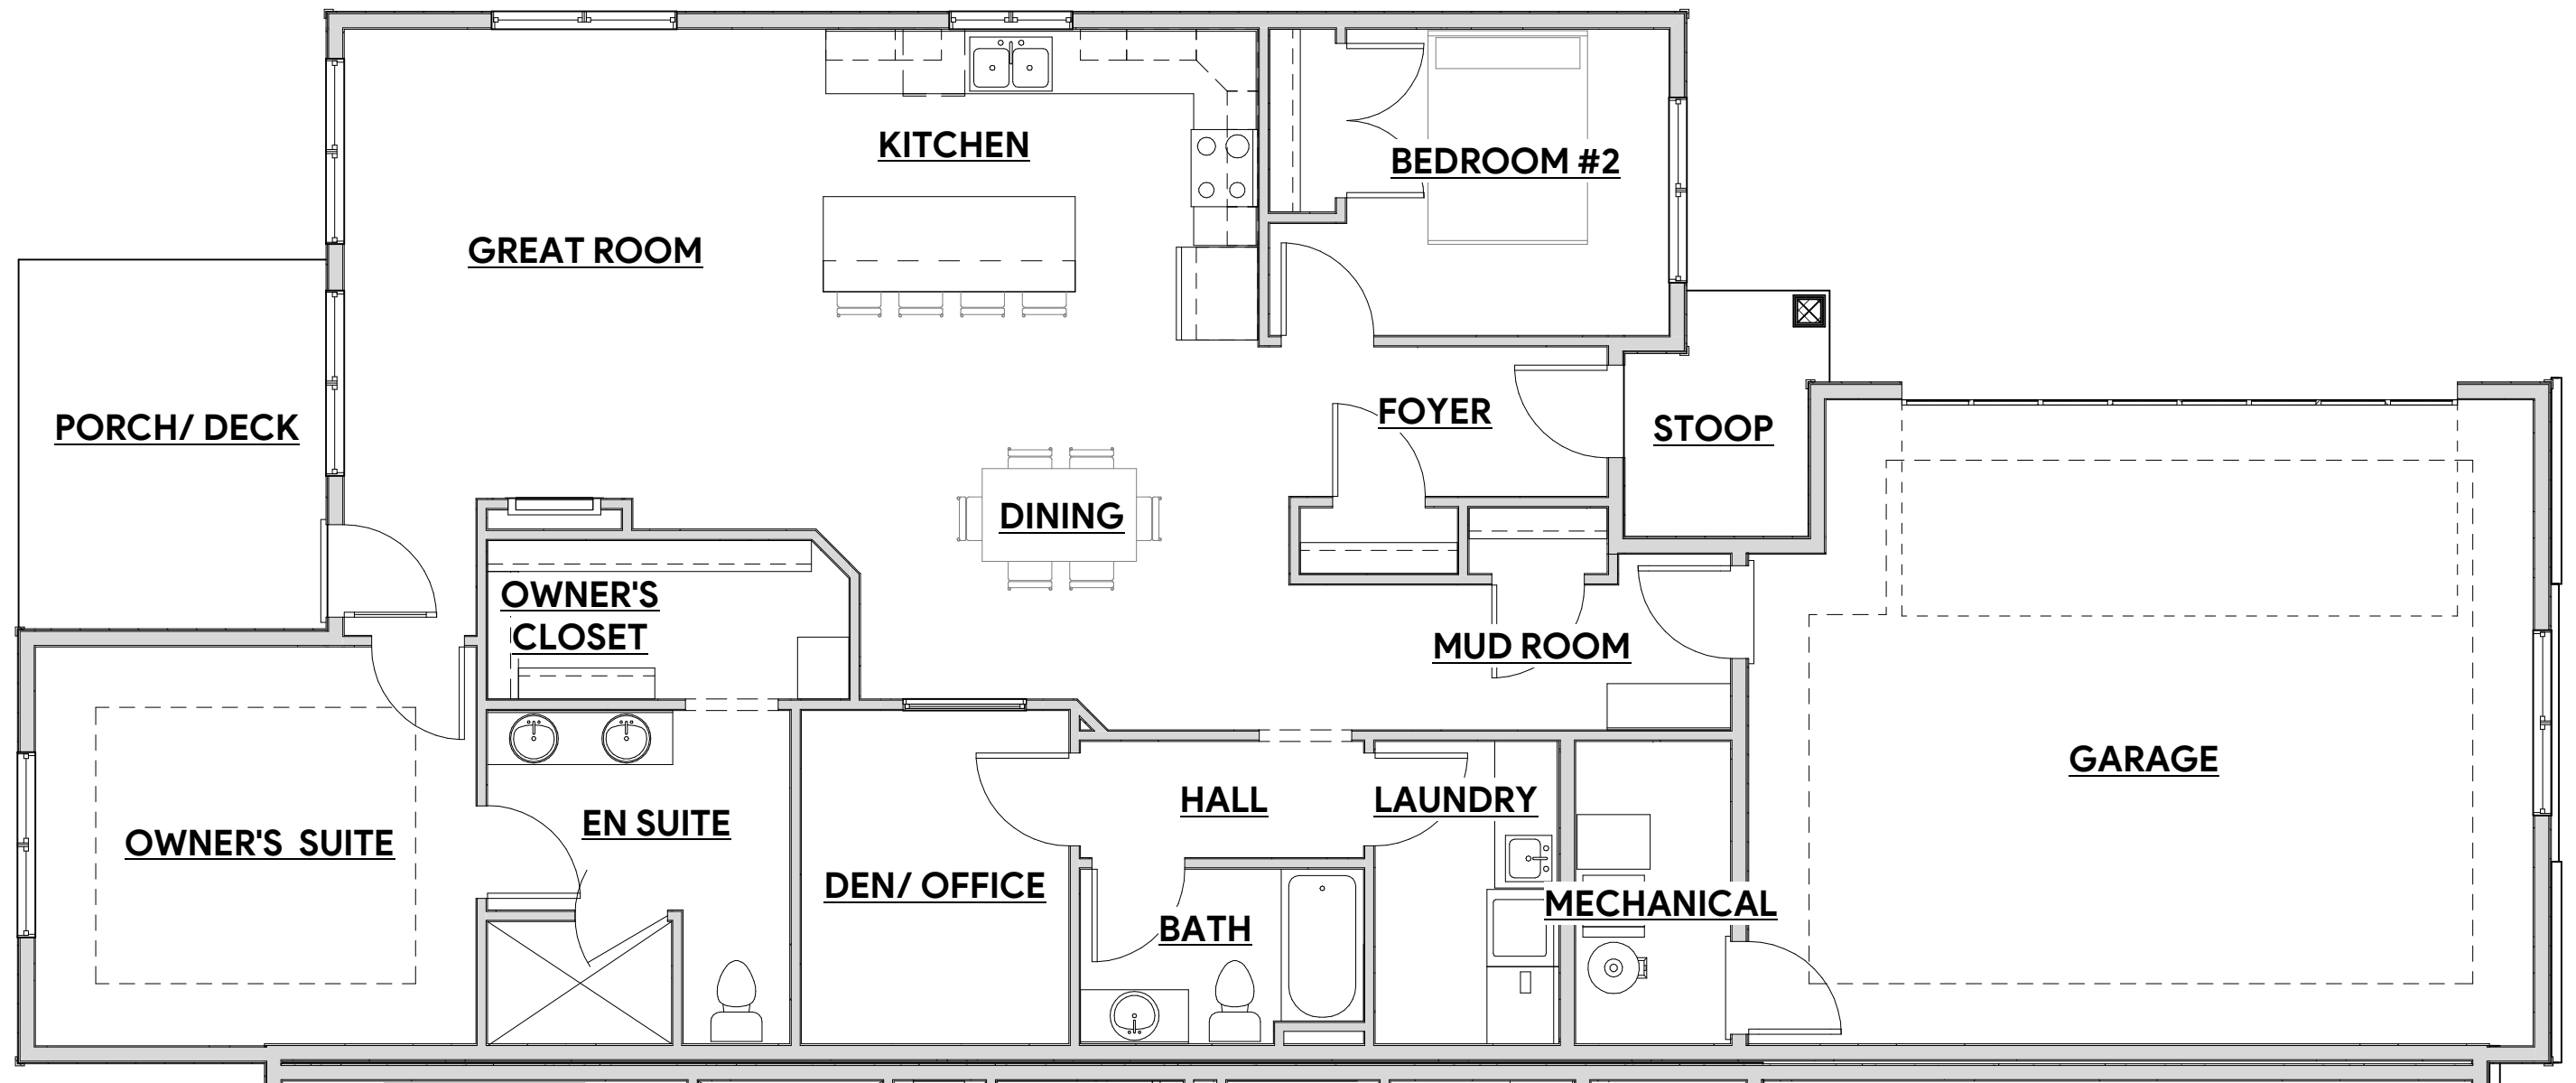 KITCHEN
BEDROOM #2
GREAT ROOM
FOYER
PORCH/ DECK
STOOP
DINING
OWNER'S
CLOSET
MUD ROOM
GARAGE
HALL
LAUNDRY
EN SUITE
OWNER'S  SUITE
DEN/ OFFICE
MECHANICAL
BATH